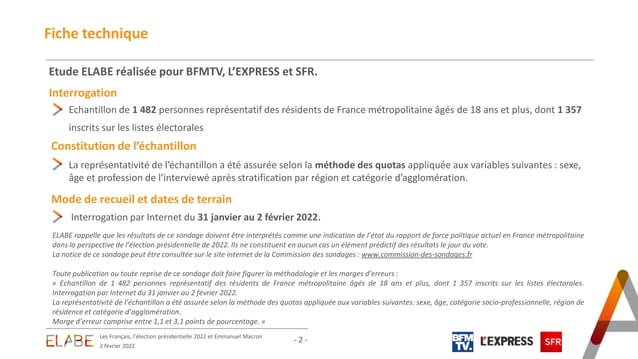 Fiche technique
Etude ELABE réalisée pour BFMTV, L’EXPRESS et SFR.
Interrogation
Echantillon de 1 482 personnes représentatif des résidents de France métropolitaine âgés de 18 ans et plus, dont 1 357
inscrits sur les listes électorales
Constitution de l’échantillon
La représentativité de l’échantillon a été assurée selon la méthode des quotas appliquée aux variables suivantes : sexe,
âge et profession de l’interviewé après stratification par région et catégorie d’agglomération.
Mode de recueil et dates de terrain
Interrogation par Internet du 31 janvier au 2 février 2022.
ELABE rappelle que les résultats de ce sondage doivent être interprétés comme une indication de l’état du rapport de force politique actuel en France métropolitaine
dans la perspective de l’élection présidentielle de 2022. Ils ne constituent en aucun cas un élément prédictif des résultats le jour du vote.
La notice de ce sondage peut être consultée sur le site internet de la Commission des sondages : www.commission-des-sondages.fr
Toute publication ou toute reprise de ce sondage doit faire figurer la méthodologie et les marges d’erreurs :
« Echantillon de 1 482 personnes représentatif des résidents de France métropolitaine âgés de 18 ans et plus, dont 1 357 inscrits sur les listes électorales.
Interrogation par Internet du 31 janvier au 2 février 2022.
La représentativité de l’échantillon a été assurée selon la méthode des quotas appliquée aux variables suivantes: sexe, âge, catégorie socio-professionnelle, région de
résidence et catégorie d’agglomération.
Marge d’erreur comprise entre 1,1 et 3,1 points de pourcentage. »
ELABE
Les Français, l’élection présidentielle 2022 et Emmanuel Macron
2 février 2022
- 2 -
BFM
TV.
L’EXPRESS
SFR